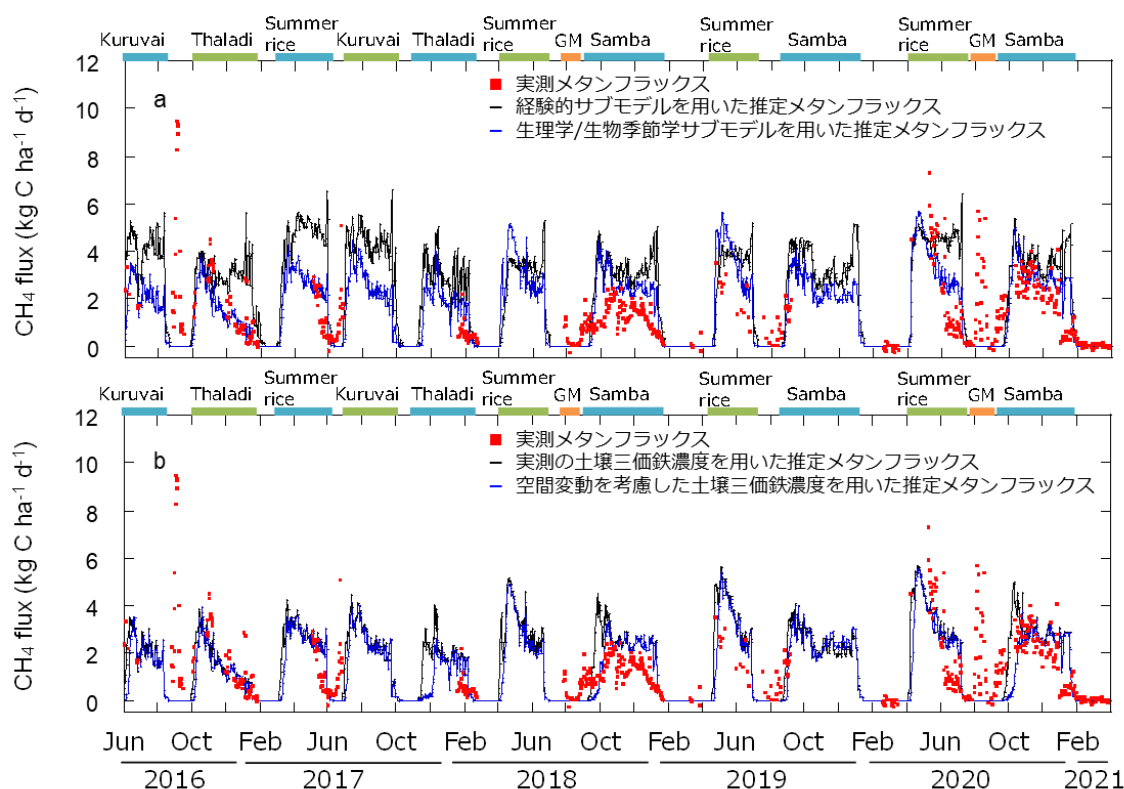 Kuruvai Thaladi Summer rice Kuruvai Thaladi Summer rice GM Samba Summer rice Samba Summer rice GM Samba
12
10
8
6
4
2
0
CH₄ flux (kg C ha⁻¹ d⁻¹)
a
実測メタンフラックス
経験的サブモデルを用いた推定メタンフラックス
生理学/生物季節学サブモデルを用いた推定メタンフラックス
Kuruvai Thaladi Summer rice Kuruvai Thaladi Summer rice GM Samba Summer rice Samba Summer rice GM Samba
12
10
8
6
4
2
0
CH₄ flux (kg C ha⁻¹ d⁻¹)
b
実測メタンフラックス
実測の土壌三価鉄濃度を用いた推定メタンフラックス
空間変動を考慮した土壌三価鉄濃度を用いた推定メタンフラックス
Jun Oct Feb Jun Oct Feb Jun Oct Feb Jun Oct Feb Jun Oct Feb
2016 2017 2018 2019 2020 2021